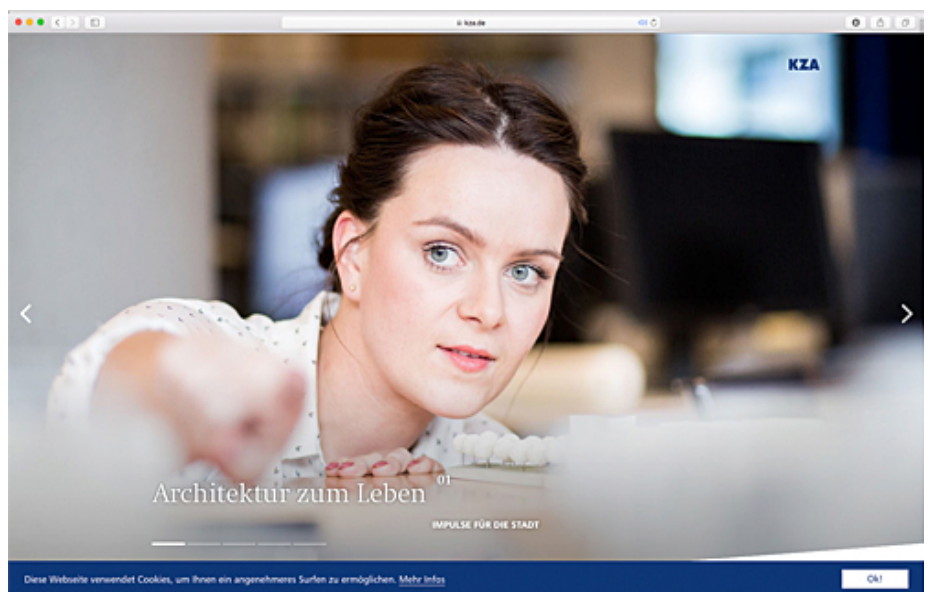 kza.de
KZA
Architektur zum Leben 01
IMPULSE FÜR DIE STADT
Diese Webseite verwendet Cookies, um Ihnen ein angenehmeres Surfen zu ermöglichen. Mehr Infos
Ok!